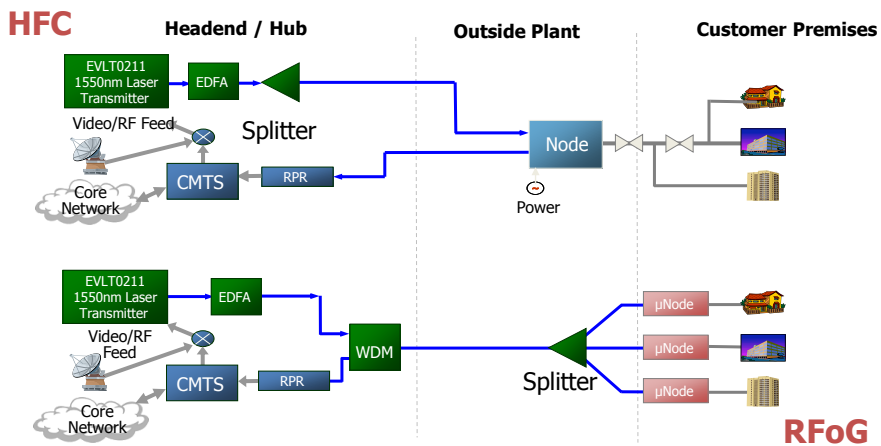 HFC
Headend / Hub
Outside Plant
Customer Premises
EVLT0211
1550nm Laser
Transmitter
EDFA
Splitter
Video/RF Feed
CMTS
RPR
Core
Network
Node
~
Power
EVLT0211
1550nm Laser
Transmitter
EDFA
Video/RF
Feed
WDM
CMTS
RPR
Core
Network
Splitter
µNode
µNode
µNode
RFoG